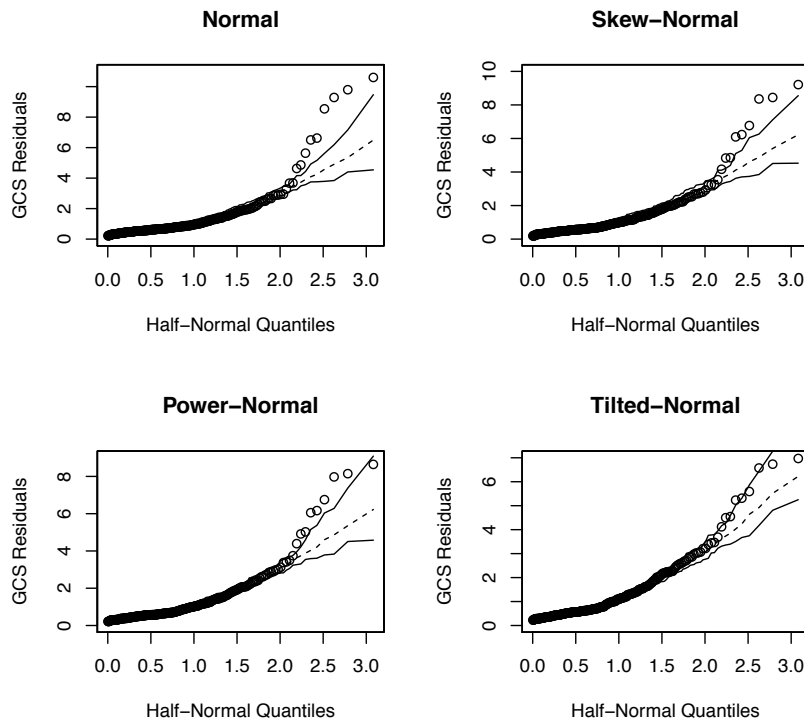 Normal
GCS Residuals
0 2 4 6 8
0.0 0.5 1.0 1.5 2.0 2.5 3.0
Half−Normal Quantiles
Skew−Normal
GCS Residuals
0 2 4 6 8 10
0.0 0.5 1.0 1.5 2.0 2.5 3.0
Half−Normal Quantiles
Power−Normal
GCS Residuals
0 2 4 6 8
0.0 0.5 1.0 1.5 2.0 2.5 3.0
Half−Normal Quantiles
Tilted−Normal
GCS Residuals
0 2 4 6
0.0 0.5 1.0 1.5 2.0 2.5 3.0
Half−Normal Quantiles